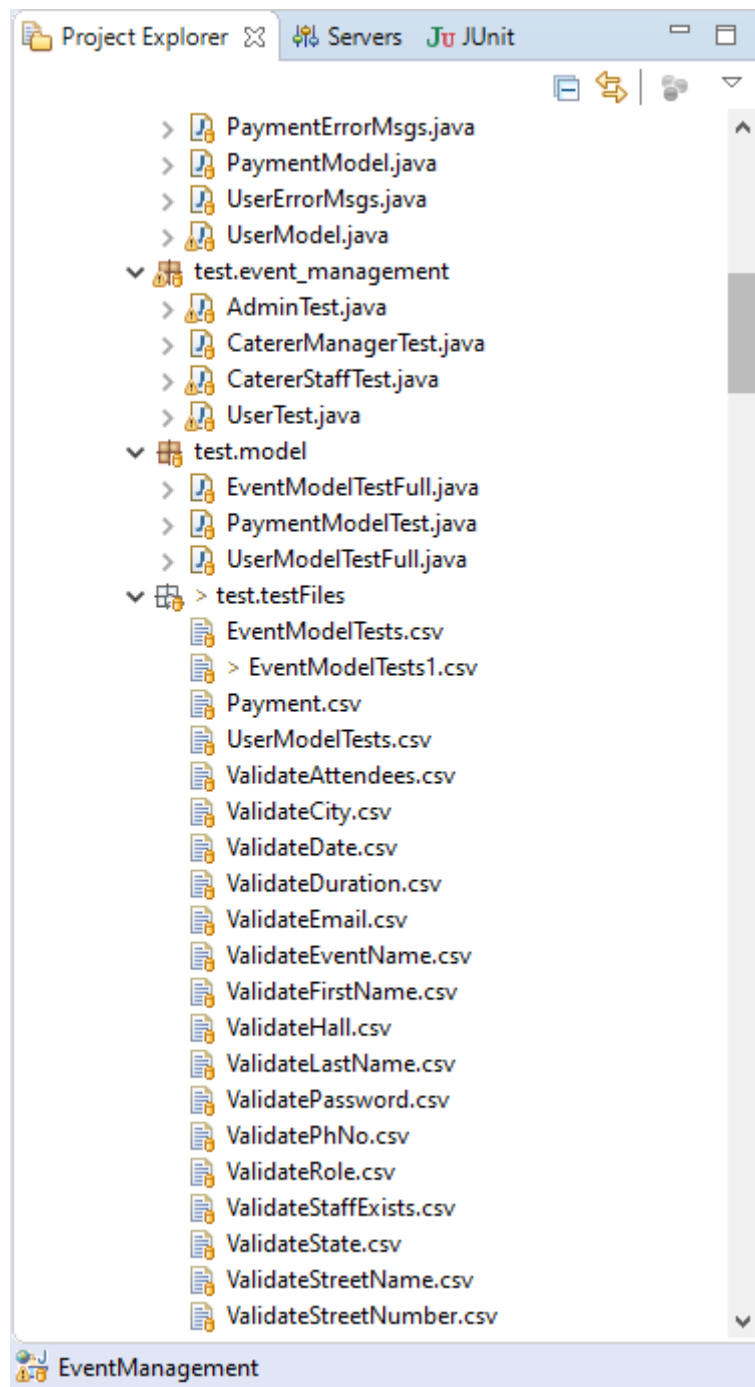 Project Explorer Servers Ju JUnit
PaymentErrorMsgs.java
PaymentModel.java
UserErrorMsgs.java
UserModel.java
test.event_management
AdminTest.java
CatererManagerTest.java
CatererStaffTest.java
UserTest.java
test.model
EventModelTestFull.java
PaymentModelTest.java
UserModelTestFull.java
> test.testFiles
EventModelTests.csv
> EventModelTests1.csv
Payment.csv
UserModelTests.csv
ValidateAttendees.csv
ValidateCity.csv
ValidateDate.csv
ValidateDuration.csv
ValidateEmail.csv
ValidateEventName.csv
ValidateFirstName.csv
ValidateHall.csv
ValidateLastName.csv
ValidatePassword.csv
ValidatePhNo.csv
ValidateRole.csv
ValidateStaffExists.csv
ValidateState.csv
ValidateStreetName.csv
ValidateStreetNumber.csv
EventManagement